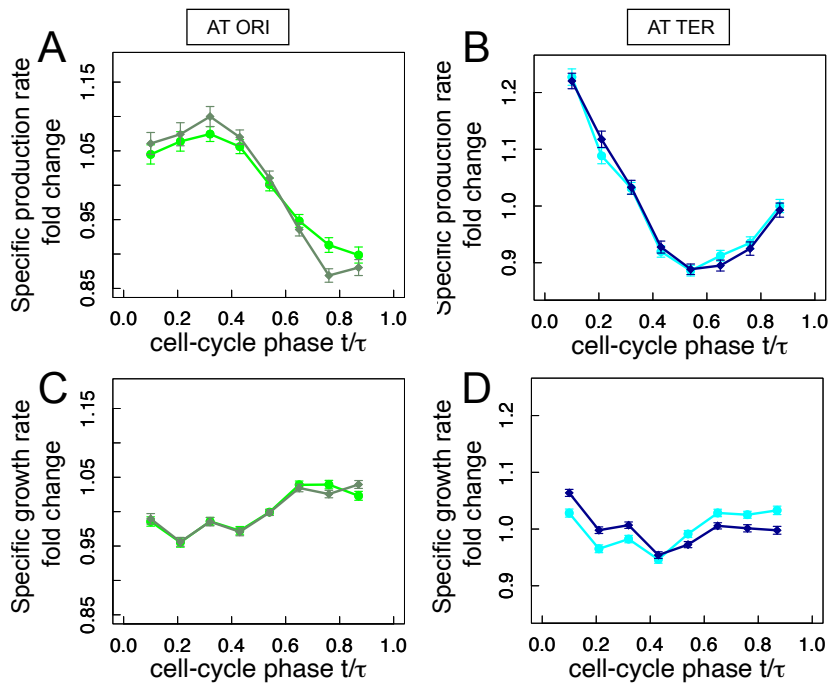 AT ORI
AT TER
A
Specific production rate
fold change
0.85
0.95
1.05
1.15
0.0 0.2 0.4 0.6 0.8 1.0
cell-cycle phase t/τ
B
Specific production rate
fold change
0.9
1.0
1.1
1.2
0.0 0.2 0.4 0.6 0.8 1.0
cell-cycle phase t/τ
C
Specific growth rate
fold change
0.85
0.95
1.05
1.15
0.0 0.2 0.4 0.6 0.8 1.0
cell-cycle phase t/τ
D
Specific growth rate
fold change
0.9
1.0
1.1
1.2
0.0 0.2 0.4 0.6 0.8 1.0
cell-cycle phase t/τ